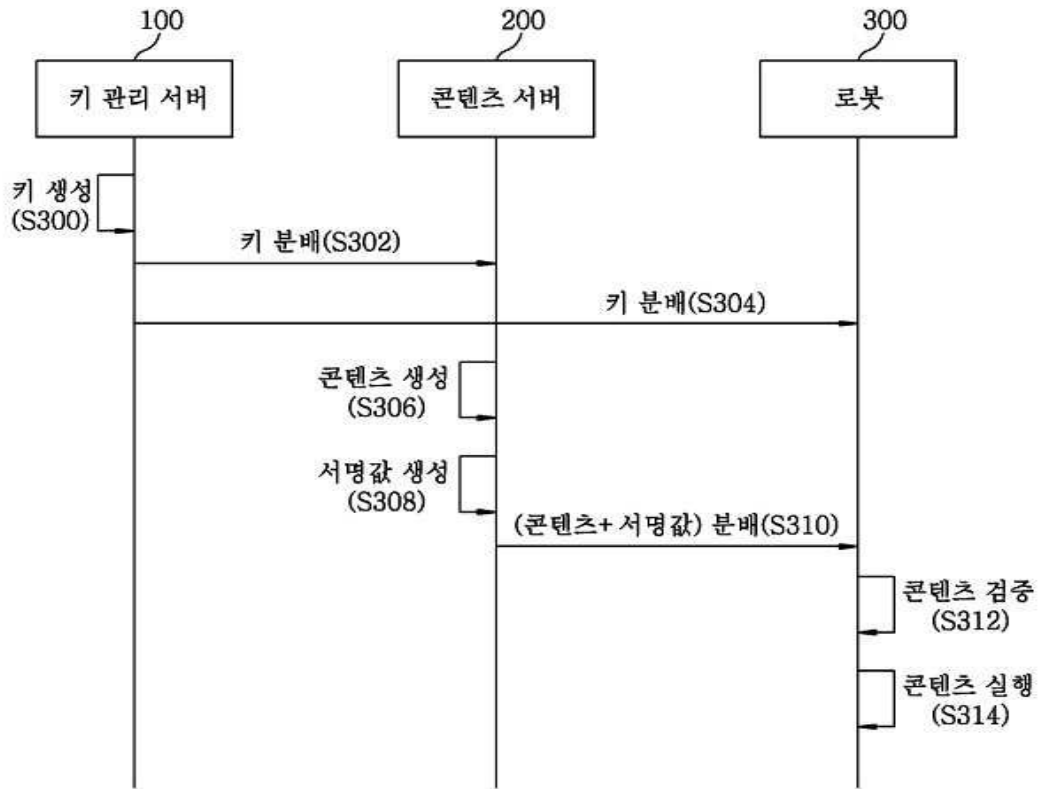 100
200
300
키 관리 서버
콘텐츠 서버
로봇
키 생성
(S300)
키 분배(S302)
키 분배(S304)
콘텐츠 생성
(S306)
서명값 생성
(S308)
(콘텐츠+서명값) 분배(S310)
콘텐츠 검증
(S312)
콘텐츠 실행
(S314)